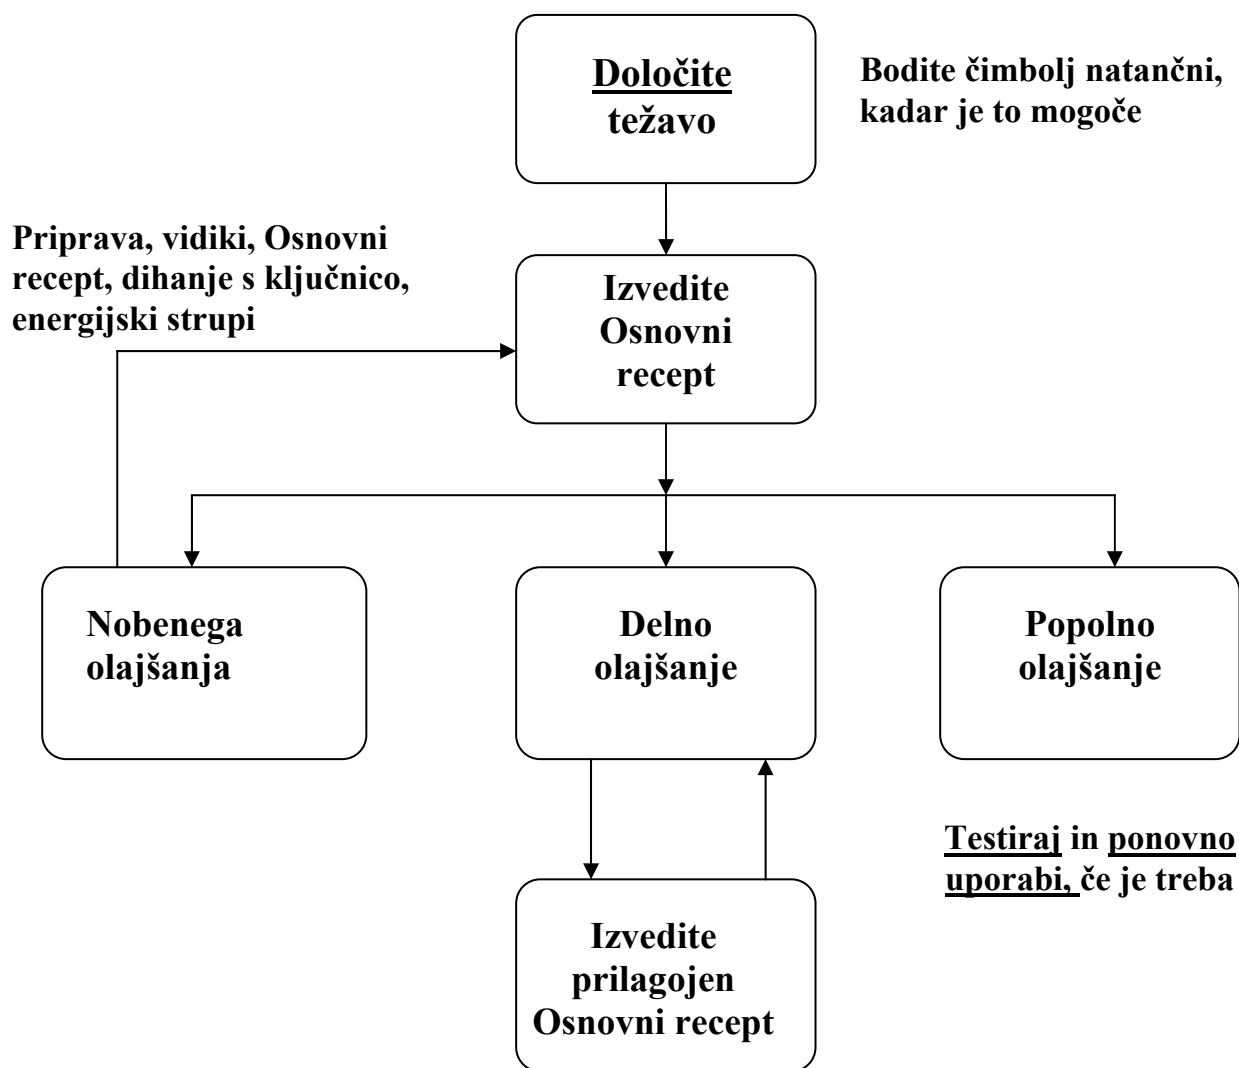 Določite
težavo
Bodite čimbolj natančni,
kadar je to mogoče
Priprava, vidiki, Osnovni
recept, dihanje s ključnico,
energijski strupi
Izvedite
Osnovni
recept
Nobenega
olajšanja
Delno
olajšanje
Popolno
olajšanje
Testiraj in ponovno
uporabi, če je treba
Izvedite
prilagojen
Osnovni recept